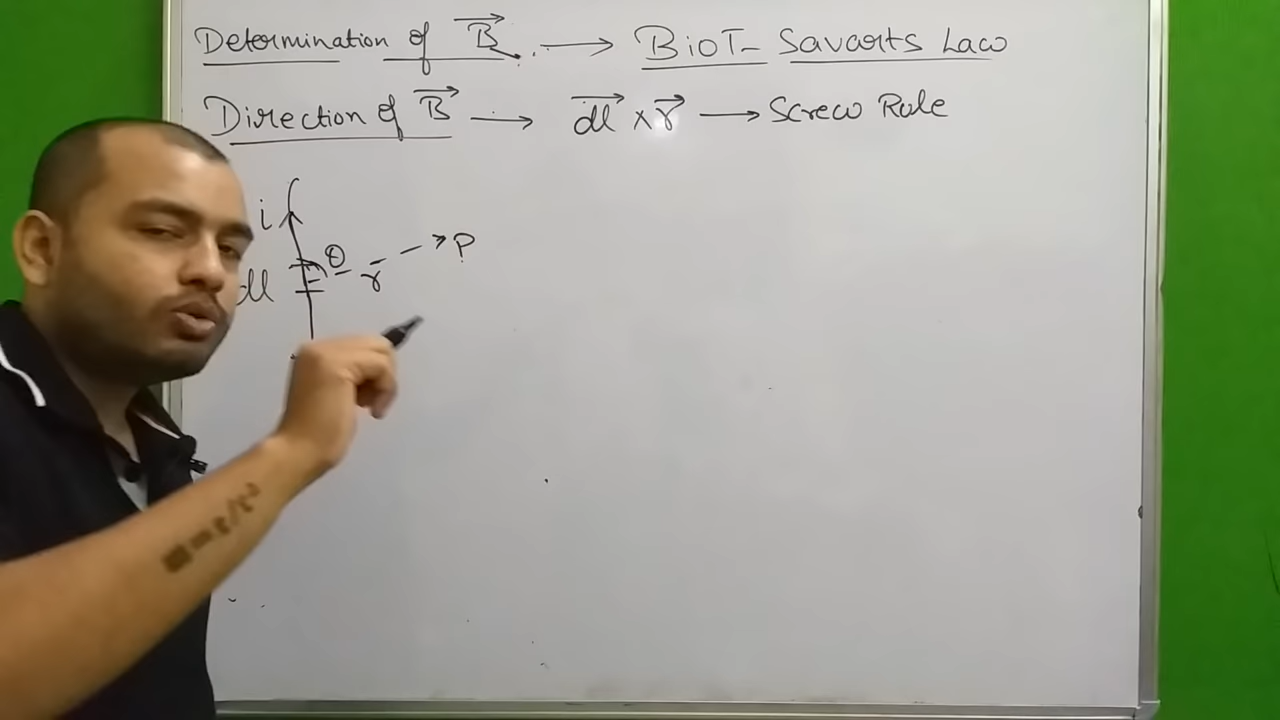 Determination of B → Biot-Savarts Law
Direction of B → dl × r → Screw Rule
i
θ
P
dl
r